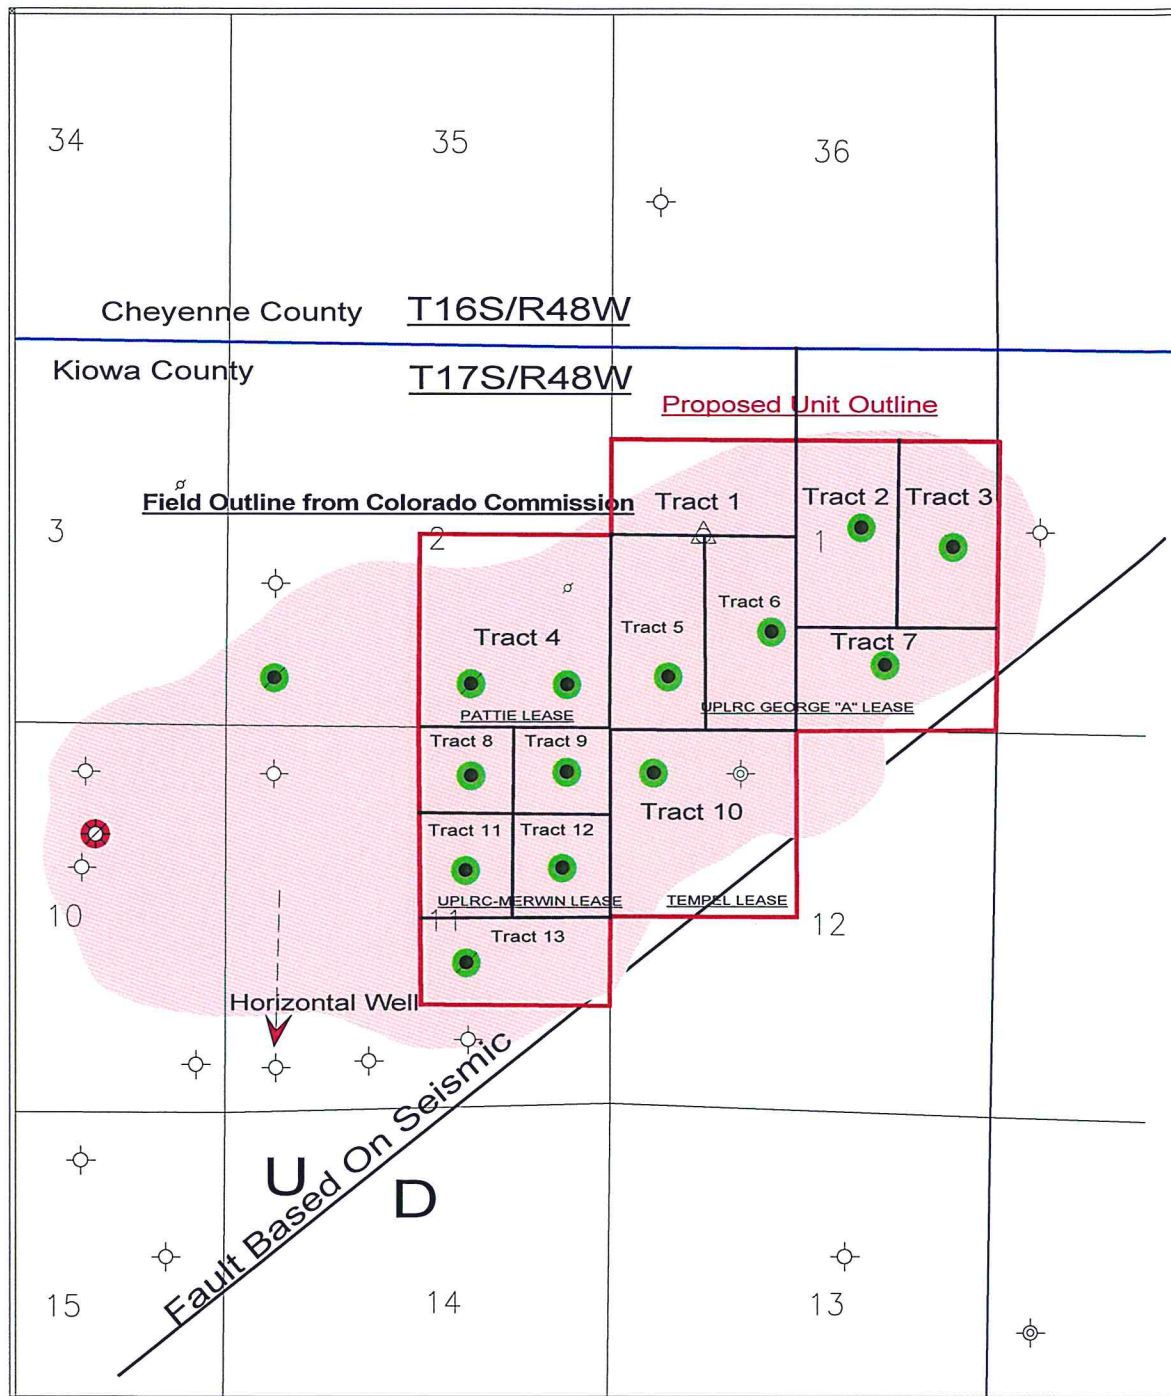 34
35
36
Cheyenne County
T16S/R48W
Kiowa County
T17S/R48W
Proposed Unit Outline
Field Outline from Colorado Commission
Tract 1
Tract 2
Tract 3
3
2
1
Tract 4
Tract 5
Tract 6
Tract 7
PATTIE LEASE
UPLRC GEORGE "A" LEASE
Tract 8
Tract 9
Tract 10
Tract 11
Tract 12
UPLRC-MERWIN LEASE
TEMPEL LEASE
10
11
12
Tract 13
Horizontal Well
Fault Based On Seismic
U
D
15
14
13